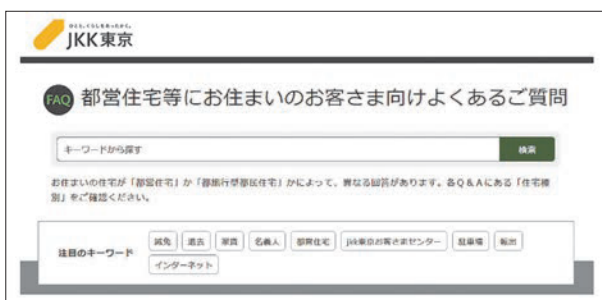 ひとと、くらしをあったかく。
JKK東京
FAQ 都営住宅等にお住まいのお客さま向けよくあるご質問
キーワードから探す 検索
お住まいの住宅が「都営住宅」か「都施行型都民住宅」かによって、異なる回答があります。各Q&Aにある「住宅種
別」をご確認ください。
注目のキーワード 減免 退去 家賃 名義人 都営住宅 jkk東京お客さまセンター 駐車場 転出
インターネット